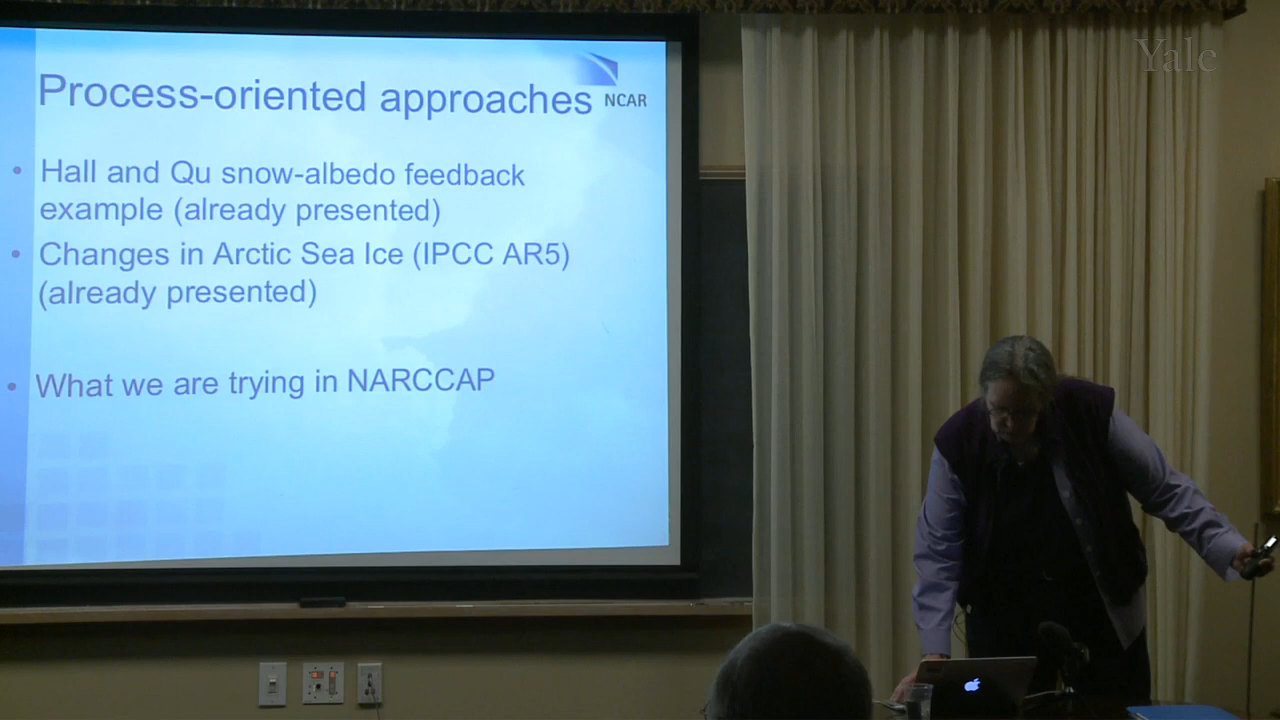 Yale
Process-oriented approaches
NCAR
• Hall and Qu snow-albedo feedback
example (already presented)
• Changes in Arctic Sea Ice (IPCC AR5)
(already presented)
• What we are trying in NARCCAP